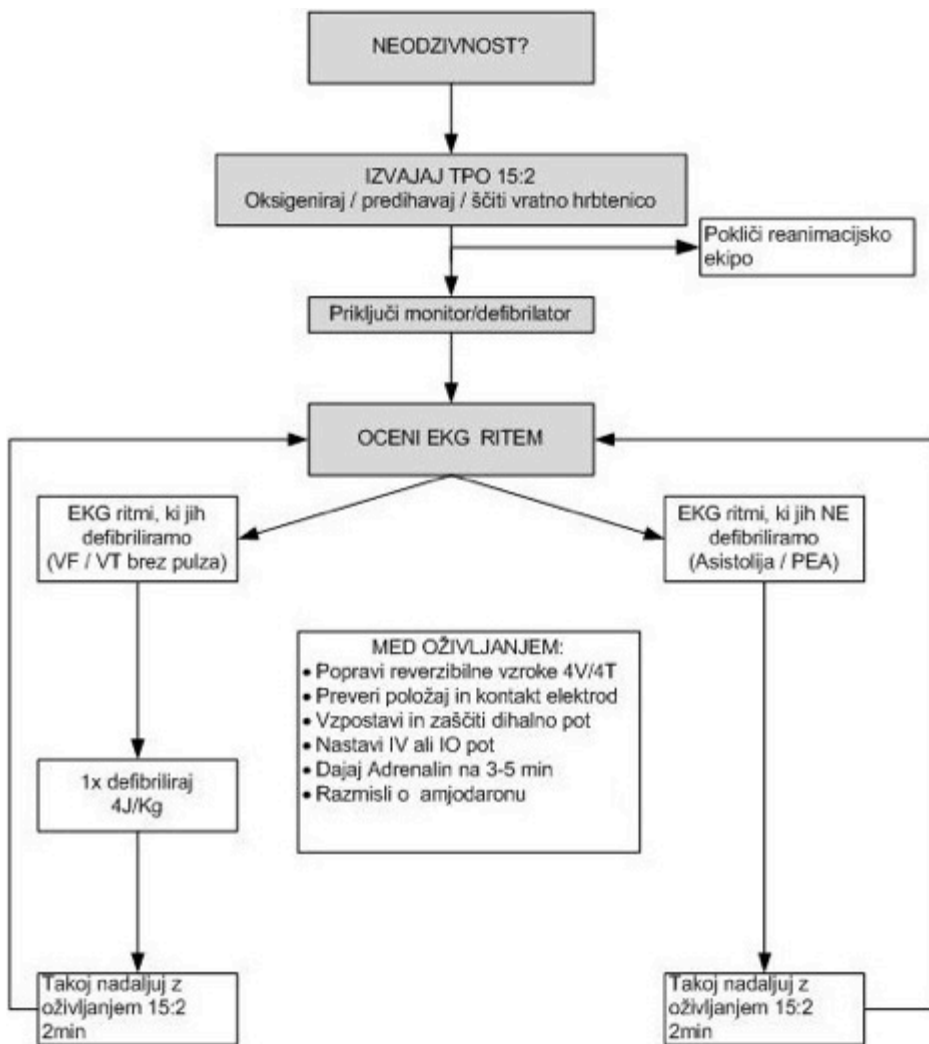 NEODZIVNOST?
IZVAJAJ TPO 15:2
Oksigeniraj / predihavaj / ščiti vratno hrbtenico
Pokliči reanimacijsko
ekipo
Priključi monitor/defibrilator
OCENI EKG RITEM
EKG ritmi, ki jih
defibriliramo
(VF / VT brez pulza)
EKG ritmi, ki jih NE
defibriliramo
(Asistolija / PEA)
MED OŽIVLJANJEM:
• Popravi reverzibilne vzroke 4V/4T
• Preveri položaj in kontakt elektrod
• Vzpostavi in zaščiti dihalno pot
• Nastavi IV ali IO pot
• Dajaj Adrenalin na 3-5 min
• Razmisli o amjodaronu
1x defibriliraj
4J/Kg
Takoj nadaljuj z
oživljanjem 15:2
2min
Takoj nadaljuj z
oživljanjem 15:2
2min